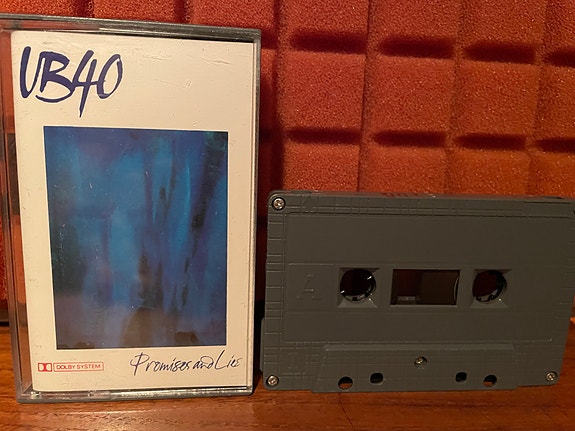 UB40
DOLBY SYSTEM
Promises and Lies
A